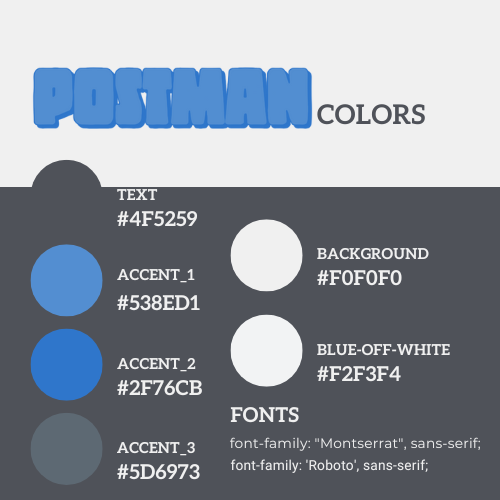 POSTMAN COLORS
TEXT
#4F5259
ACCENT_1
#538ED1
ACCENT_2
#2F76CB
ACCENT_3
#5D6973
BACKGROUND
#F0F0F0
BLUE-OFF-WHITE
#F2F3F4
FONTS
font-family: "Montserrat", sans-serif;
font-family: 'Roboto', sans-serif;